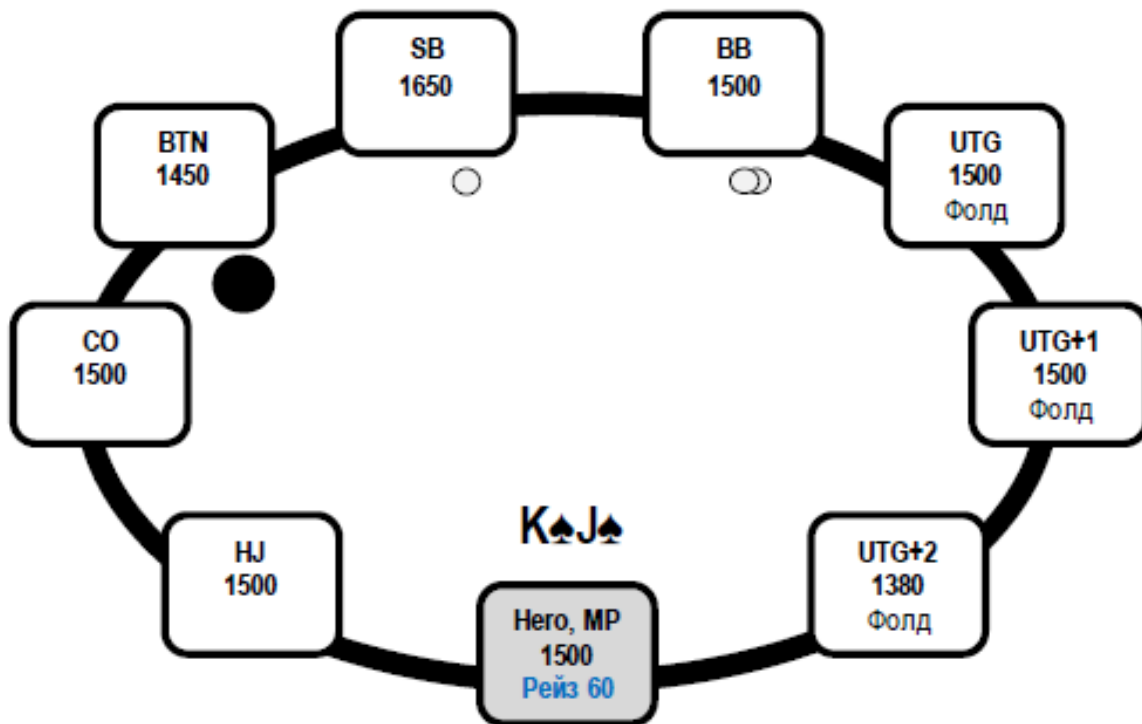 SB
1650
BB
1500
BTN
1450
UTG
1500
Фолд
CO
1500
UTG+1
1500
Фолд
K♠J♠
HJ
1500
Hero, MP
1500
Рейз 60
UTG+2
1380
Фолд